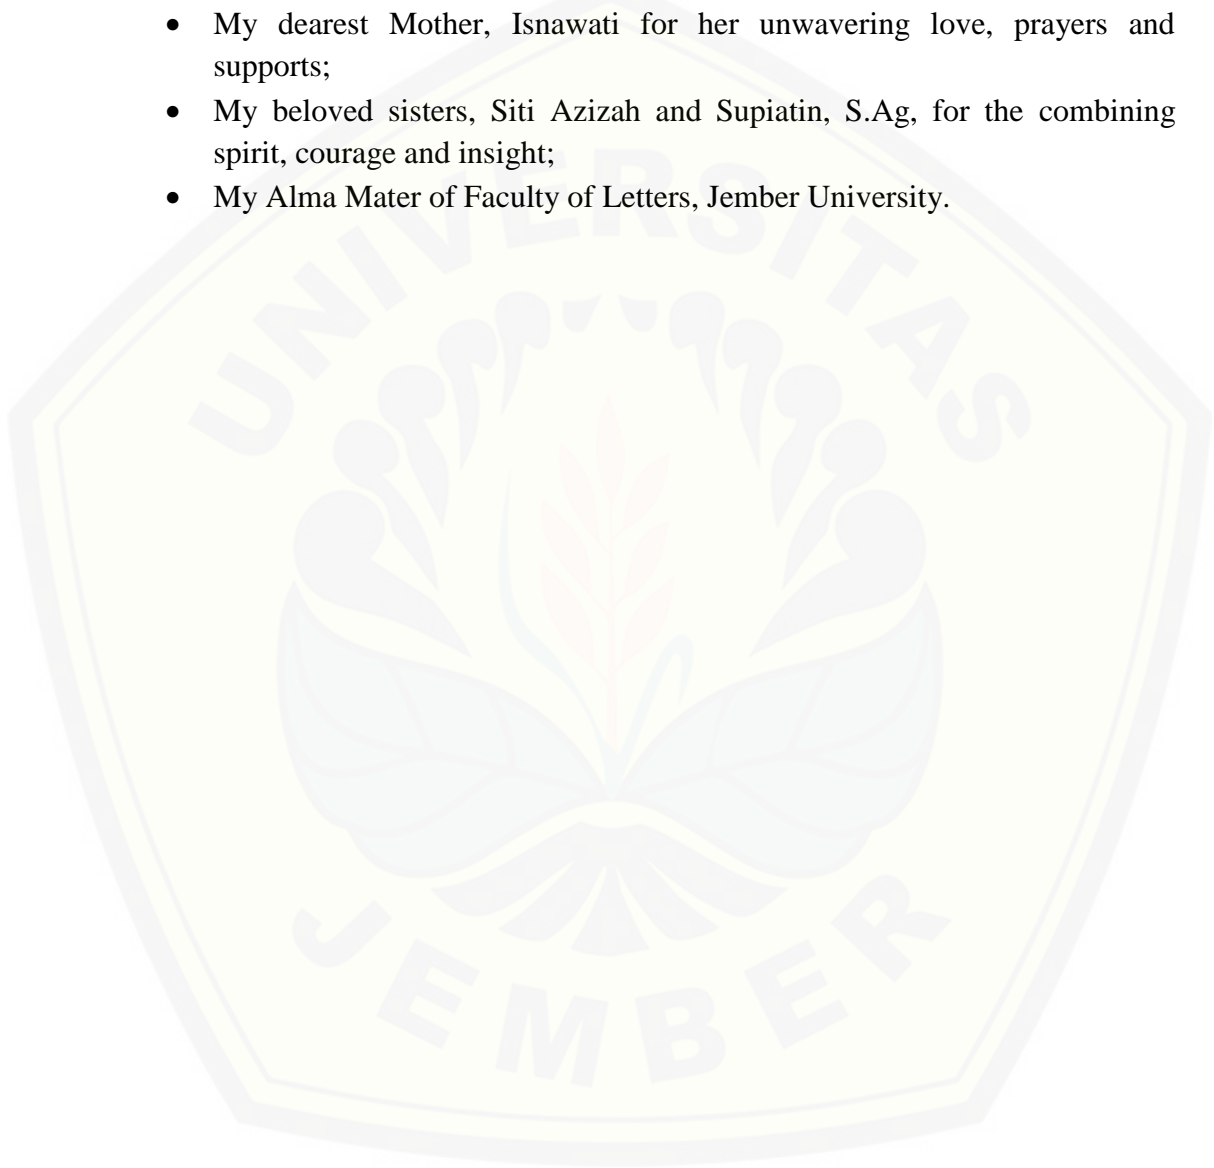 • My dearest Mother, Isnawati for her unwavering love, prayers and
supports;
• My beloved sisters, Siti Azizah and Supiatin, S.Ag, for the combining
spirit, courage and insight;
• My Alma Mater of Faculty of Letters, Jember University.
UNIVERSITAS
JEMBER